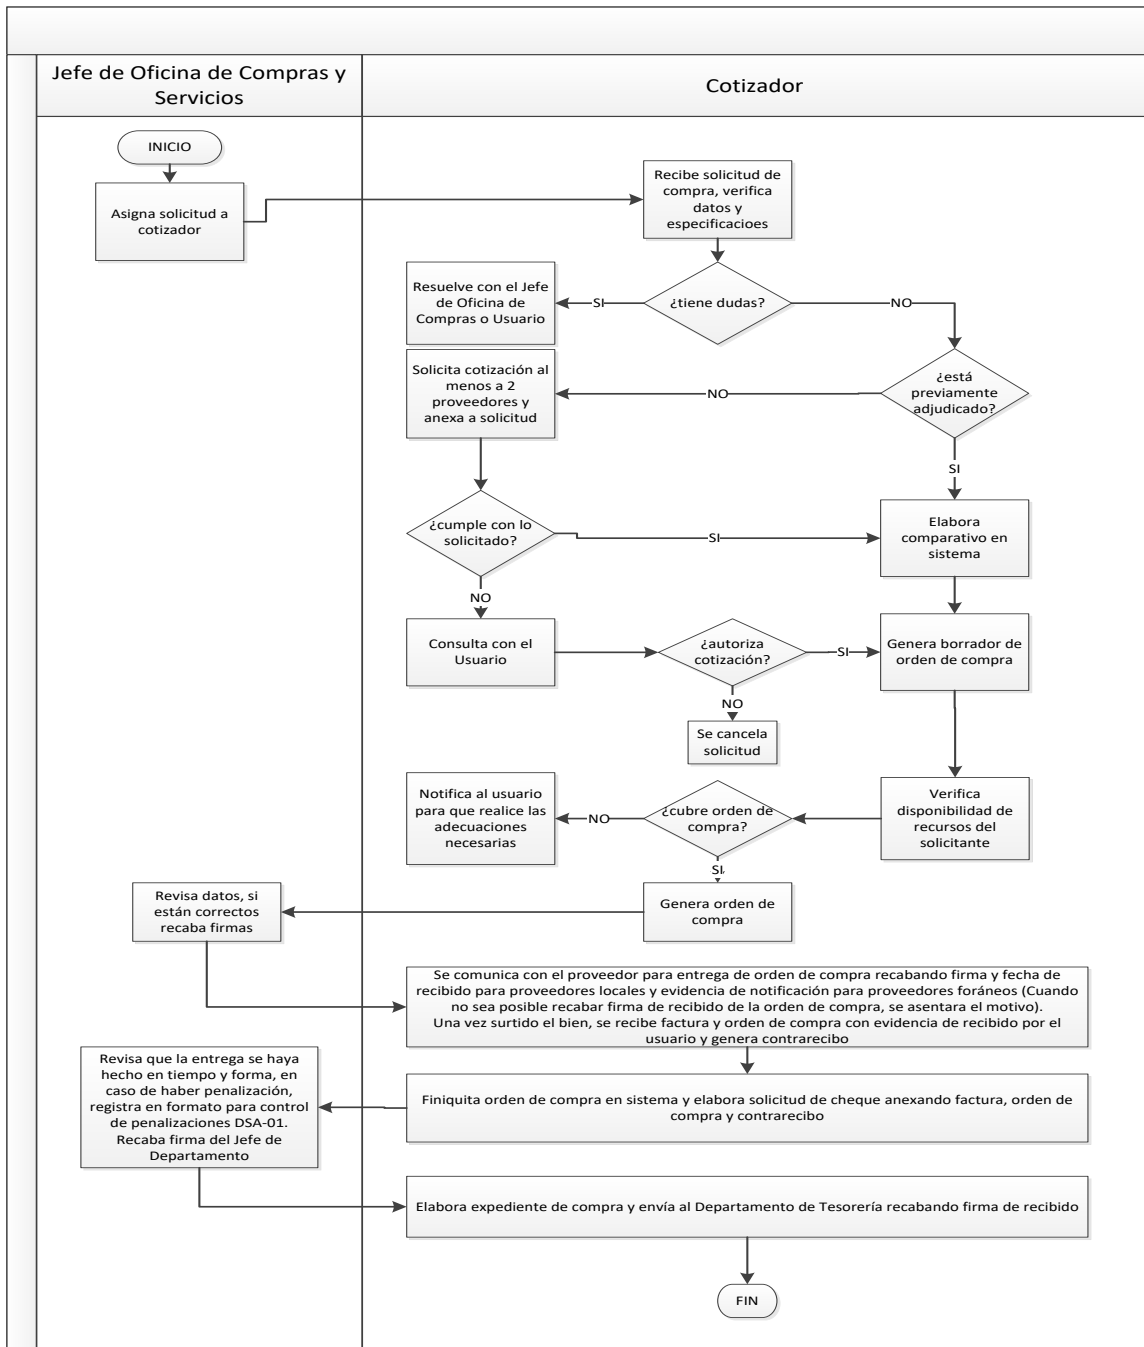 Jefe de Oficina de Compras y
Servicios
Cotizador
INICIO
Asigna solicitud a
cotizador
Recibe solicitud de
compra, verifica
datos y
especificacioes
¿tiene dudas?
SI
NO
Resuelve con el Jefe
de Oficina de
Compras o Usuario
¿está
previamente
adjudicado?
NO
SI
Solicita cotización al
menos a 2
proveedores y
anexa a solicitud
¿cumple con lo
solicitado?
SI
NO
Elabora
comparativo en
sistema
Consulta con el
Usuario
¿autoriza
cotización?
SI
NO
Genera borrador de
orden de compra
Se cancela
solicitud
Verifica
disponibilidad de
recursos del
solicitante
¿cubre orden de
compra?
NO
SI
Notifica al usuario
para que realice las
adecuaciones
necesarias
Genera orden de
compra
Revisa datos, si
están correctos
recaba firmas
Se comunica con el proveedor para entrega de orden de compra recabando firma y fecha de
recibido para proveedores locales y evidencia de notificación para proveedores foráneos (Cuando
no sea posible recabar firma de recibido de la orden de compra, se asentara el motivo).
Una vez surtido el bien, se recibe factura y orden de compra con evidencia de recibido por el
usuario y genera contrarecibo
Finiquita orden de compra en sistema y elabora solicitud de cheque anexando factura, orden de
compra y contrarecibo
Revisa que la entrega se haya
hecho en tiempo y forma, en
caso de haber penalización,
registra en formato para control
de penalizaciones DSA-01.
Recaba firma del Jefe de
Departamento
Elabora expediente de compra y envía al Departamento de Tesorería recabando firma de recibido
FIN